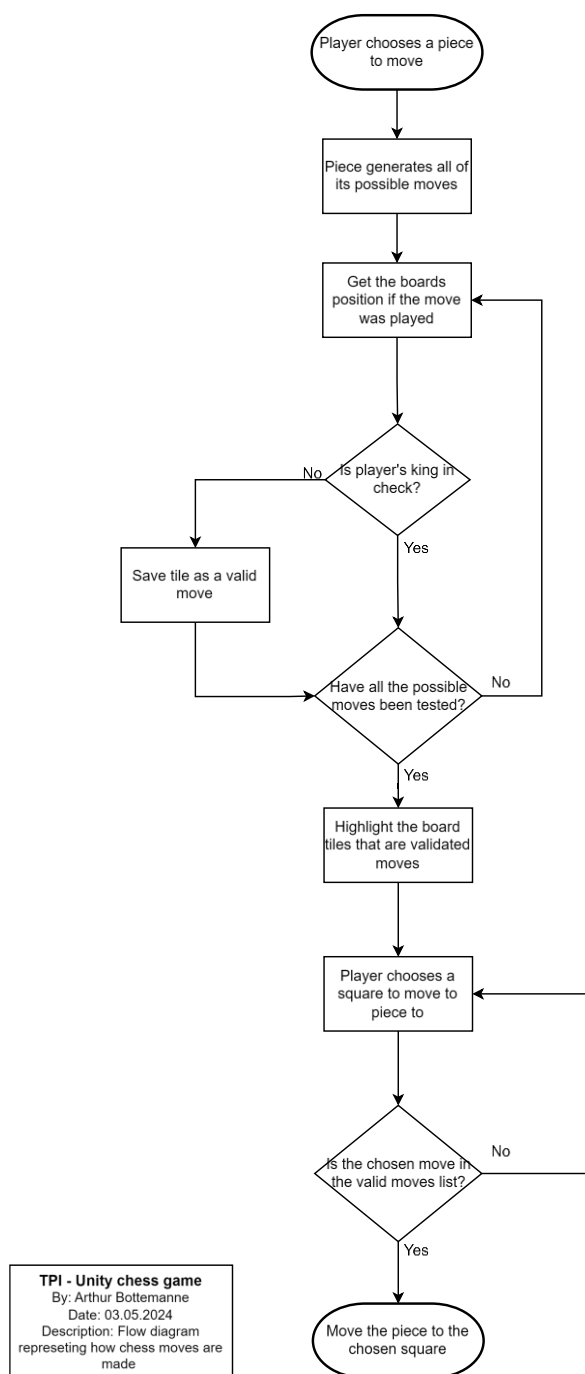 Player chooses a piece
to move
Piece generates all of
its possible moves
Get the boards
position if the move
was played
Is player's king in
check?
No
Yes
Save tile as a valid
move
Have all the possible
moves been tested?
No
Yes
Highlight the board
tiles that are validated
moves
Player chooses a
square to move to
piece to
Is the chosen move in
the valid moves list?
No
Yes
Move the piece to the
chosen square
TPI - Unity chess game
By: Arthur Bottemanne
Date: 03.05.2024
Description: Flow diagram
represeting how chess moves are
made